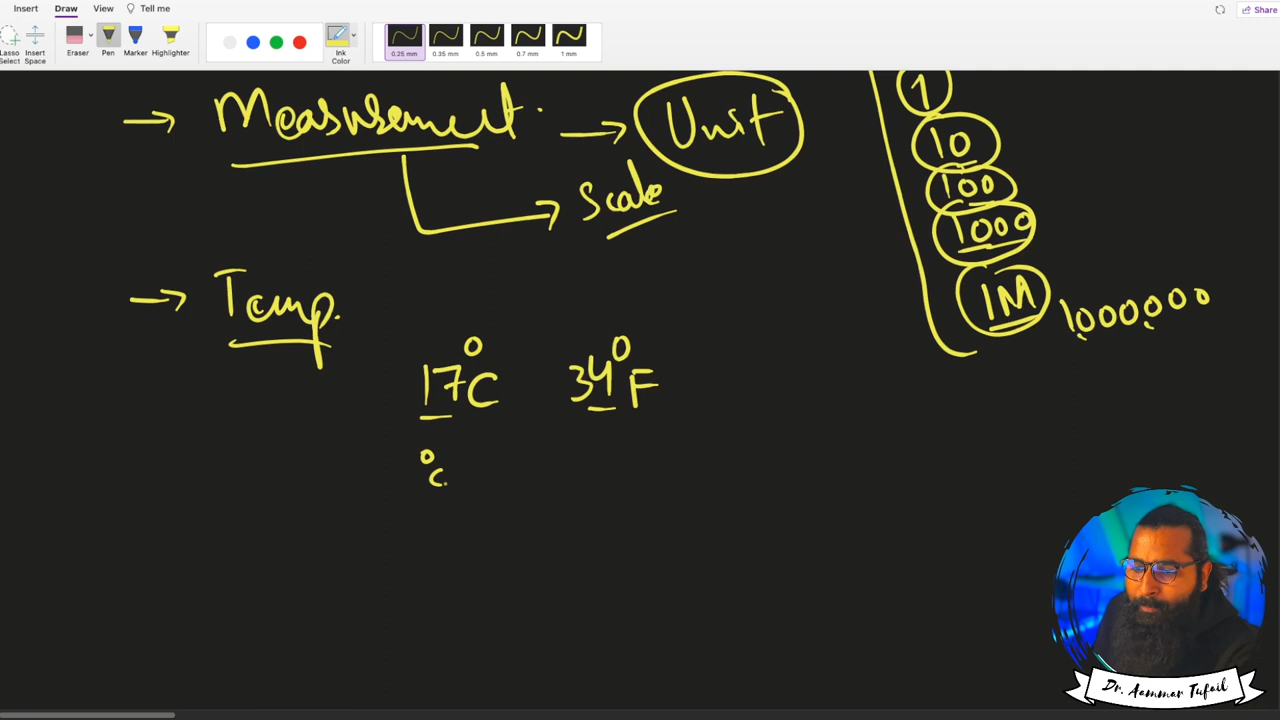 Insert Draw View Tell me
Share
Lasso Select
Insert Space
Eraser
Pen
Marker
Highlighter
Ink Color
0.25 mm
0.35 mm
0.5 mm
0.7 mm
1 mm
→ Measurement. → Unit
→ Scale
1
10
100
1000
1M 1000000
→ Temp.
17°C 34°F
°C
Dr. Aammar Tufail